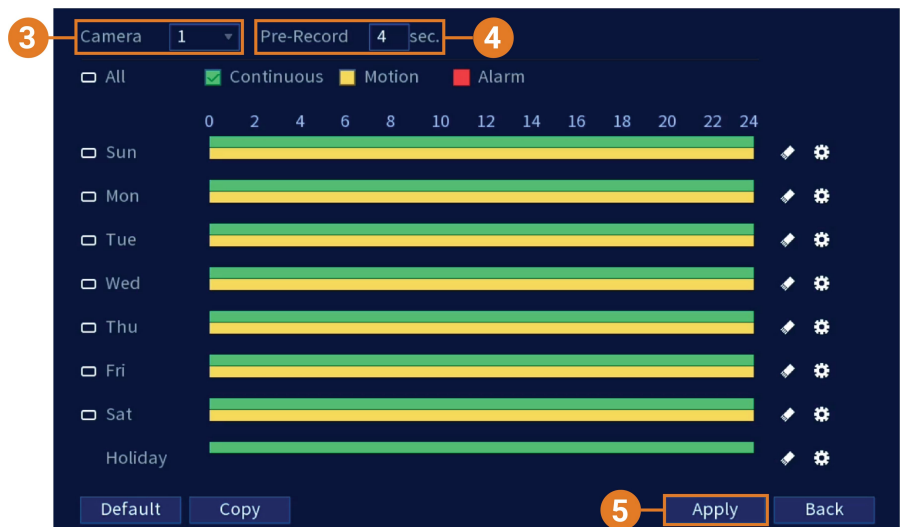 3 Camera 1 Pre-Record 4 sec. 4
All Continuous Motion Alarm
0 2 4 6 8 10 12 14 16 18 20 22 24
Sun
Mon
Tue
Wed
Thu
Fri
Sat
Holiday
Default Copy 5 Apply Back